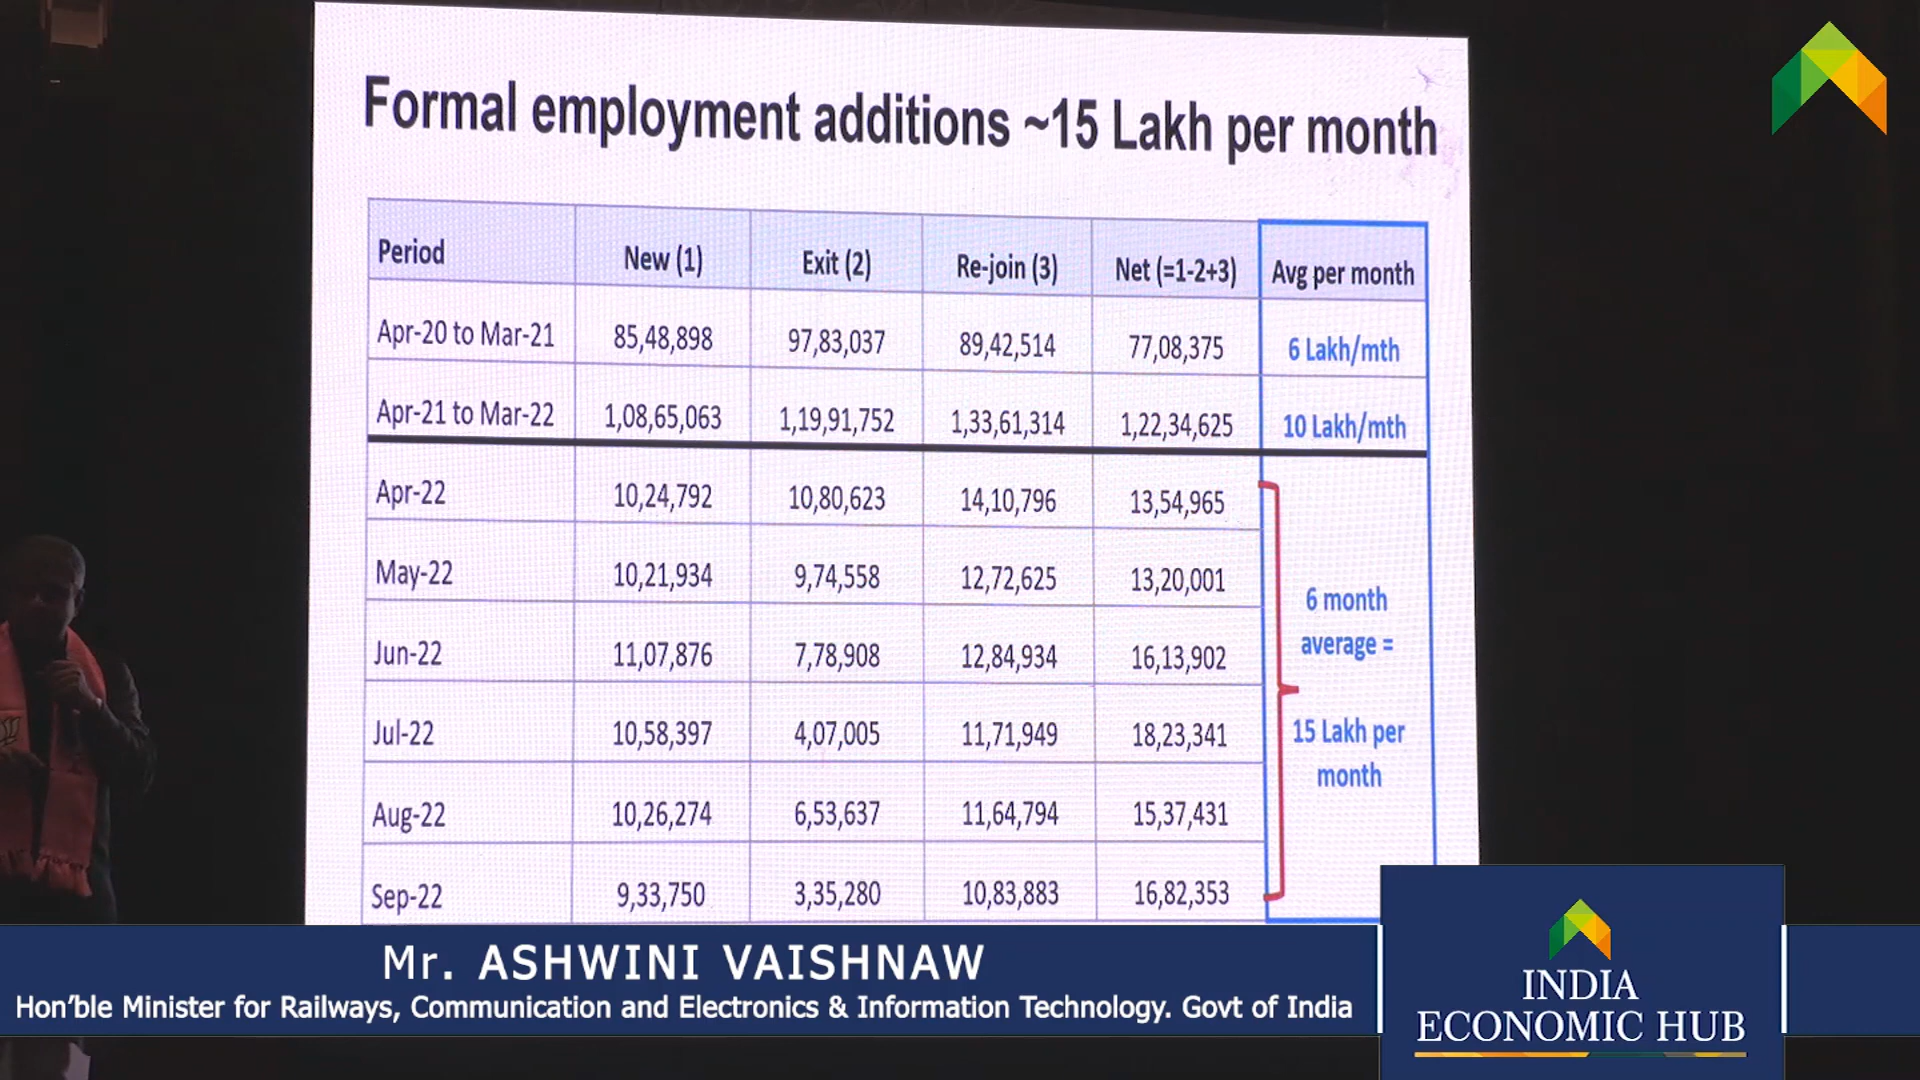 Formal employment additions ~15 Lakh per month
Period New (1) Exit (2) Re-join (3) Net (=1-2+3) Avg per month
Apr-20 to Mar-21 85,48,898 97,83,037 89,42,514 77,08,375 6 Lakh/mth
Apr-21 to Mar-22 1,08,65,063 1,19,91,752 1,33,61,314 1,22,34,625 10 Lakh/mth
Apr-22 10,24,792 10,80,623 14,10,796 13,54,965
May-22 10,21,934 9,74,558 12,72,625 13,20,001
Jun-22 11,07,876 7,78,908 12,84,934 16,13,902
Jul-22 10,58,397 4,07,005 11,71,949 18,23,341
Aug-22 10,26,274 6,53,637 11,64,794 15,37,431
Sep-22 9,33,750 3,35,280 10,83,883 16,82,353
6 month
average =
15 Lakh per
month
Mr. ASHWINI VAISHNAW
Hon'ble Minister for Railways, Communication and Electronics & Information Technology. Govt of India
INDIA
ECONOMIC HUB